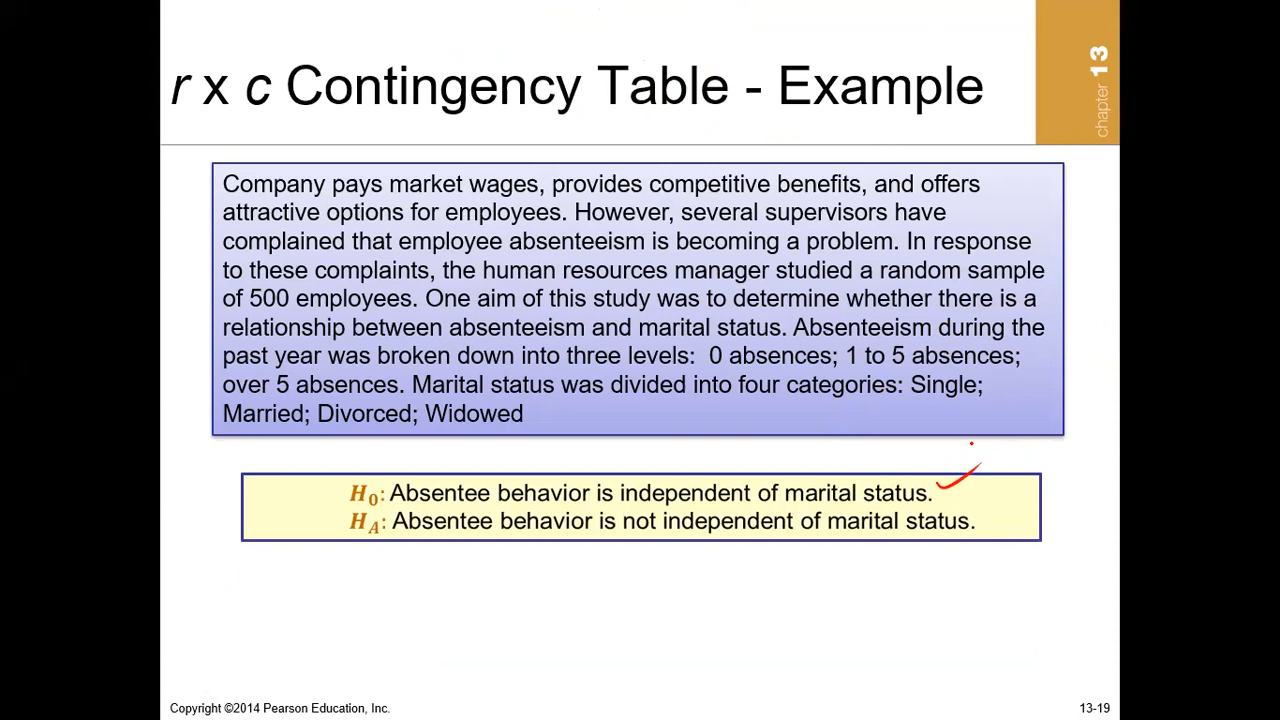 r x c Contingency Table - Example
chapter 13
Company pays market wages, provides competitive benefits, and offers
attractive options for employees. However, several supervisors have
complained that employee absenteeism is becoming a problem. In response
to these complaints, the human resources manager studied a random sample
of 500 employees. One aim of this study was to determine whether there is a
relationship between absenteeism and marital status. Absenteeism during the
past year was broken down into three levels:  0 absences; 1 to 5 absences;
over 5 absences. Marital status was divided into four categories: Single;
Married; Divorced; Widowed
H₀: Absentee behavior is independent of marital status.
H_A: Absentee behavior is not independent of marital status.
Copyright ©2014 Pearson Education, Inc.
13-19